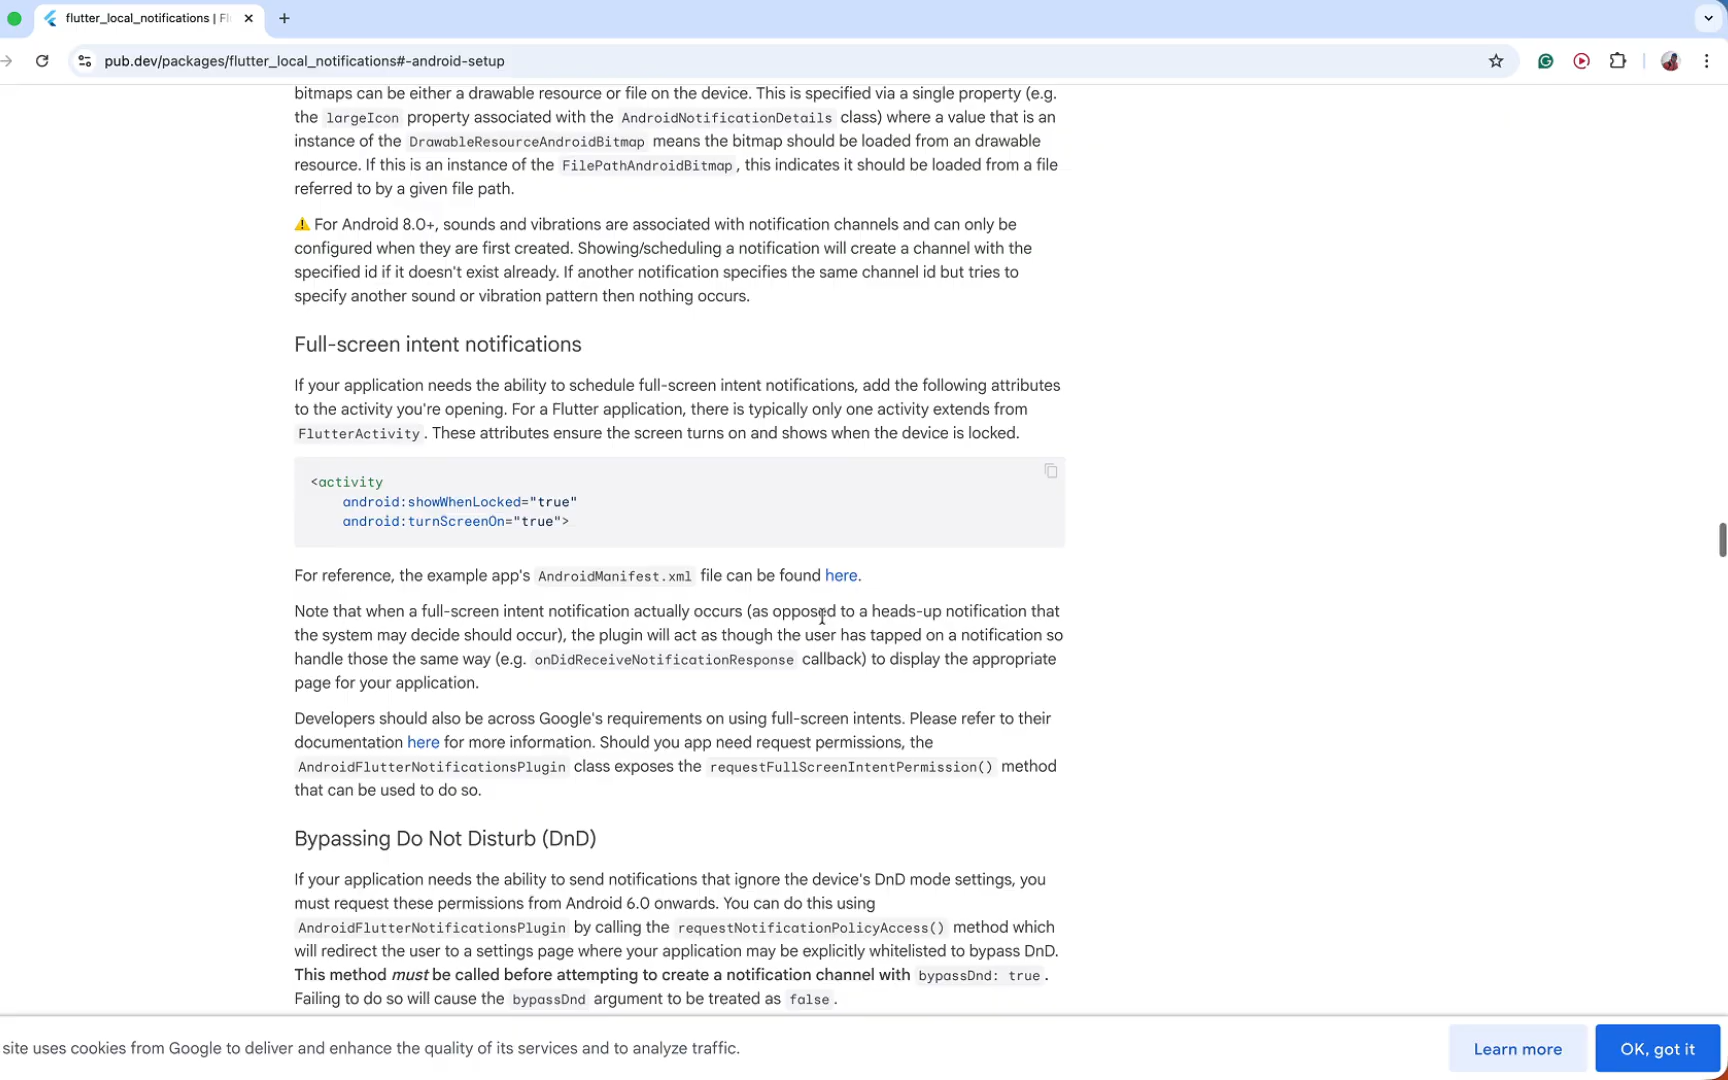 flutter_local_notifications | Fl
pub.dev/packages/flutter_local_notifications#-android-setup
bitmaps can be either a drawable resource or file on the device. This is specified via a single property (e.g.
the largeIcon property associated with the AndroidNotificationDetails class) where a value that is an
instance of the DrawableResourceAndroidBitmap means the bitmap should be loaded from an drawable
resource. If this is an instance of the FilePathAndroidBitmap, this indicates it should be loaded from a file
referred to by a given file path.
⚠️ For Android 8.0+, sounds and vibrations are associated with notification channels and can only be
configured when they are first created. Showing/scheduling a notification will create a channel with the
specified id if it doesn't exist already. If another notification specifies the same channel id but tries to
specify another sound or vibration pattern then nothing occurs.
Full-screen intent notifications
If your application needs the ability to schedule full-screen intent notifications, add the following attributes
to the activity you're opening. For a Flutter application, there is typically only one activity extends from
FlutterActivity. These attributes ensure the screen turns on and shows when the device is locked.
<activity
android:showWhenLocked="true"
android:turnScreenOn="true">
For reference, the example app's AndroidManifest.xml file can be found here.
Note that when a full-screen intent notification actually occurs (as opposed to a heads-up notification that
the system may decide should occur), the plugin will act as though the user has tapped on a notification so
handle those the same way (e.g. onDidReceiveNotificationResponse callback) to display the appropriate
page for your application.
Developers should also be across Google's requirements on using full-screen intents. Please refer to their
documentation here for more information. Should you app need request permissions, the
AndroidFlutterNotificationsPlugin class exposes the requestFullScreenIntentPermission() method
that can be used to do so.
Bypassing Do Not Disturb (DnD)
If your application needs the ability to send notifications that ignore the device's DnD mode settings, you
must request these permissions from Android 6.0 onwards. You can do this using
AndroidFlutterNotificationsPlugin by calling the requestNotificationPolicyAccess() method which
will redirect the user to a settings page where your application may be explicitly whitelisted to bypass DnD.
This method must be called before attempting to create a notification channel with bypassDnd: true.
Failing to do so will cause the bypassDnd argument to be treated as false.
site uses cookies from Google to deliver and enhance the quality of its services and to analyze traffic.
Learn more
OK, got it